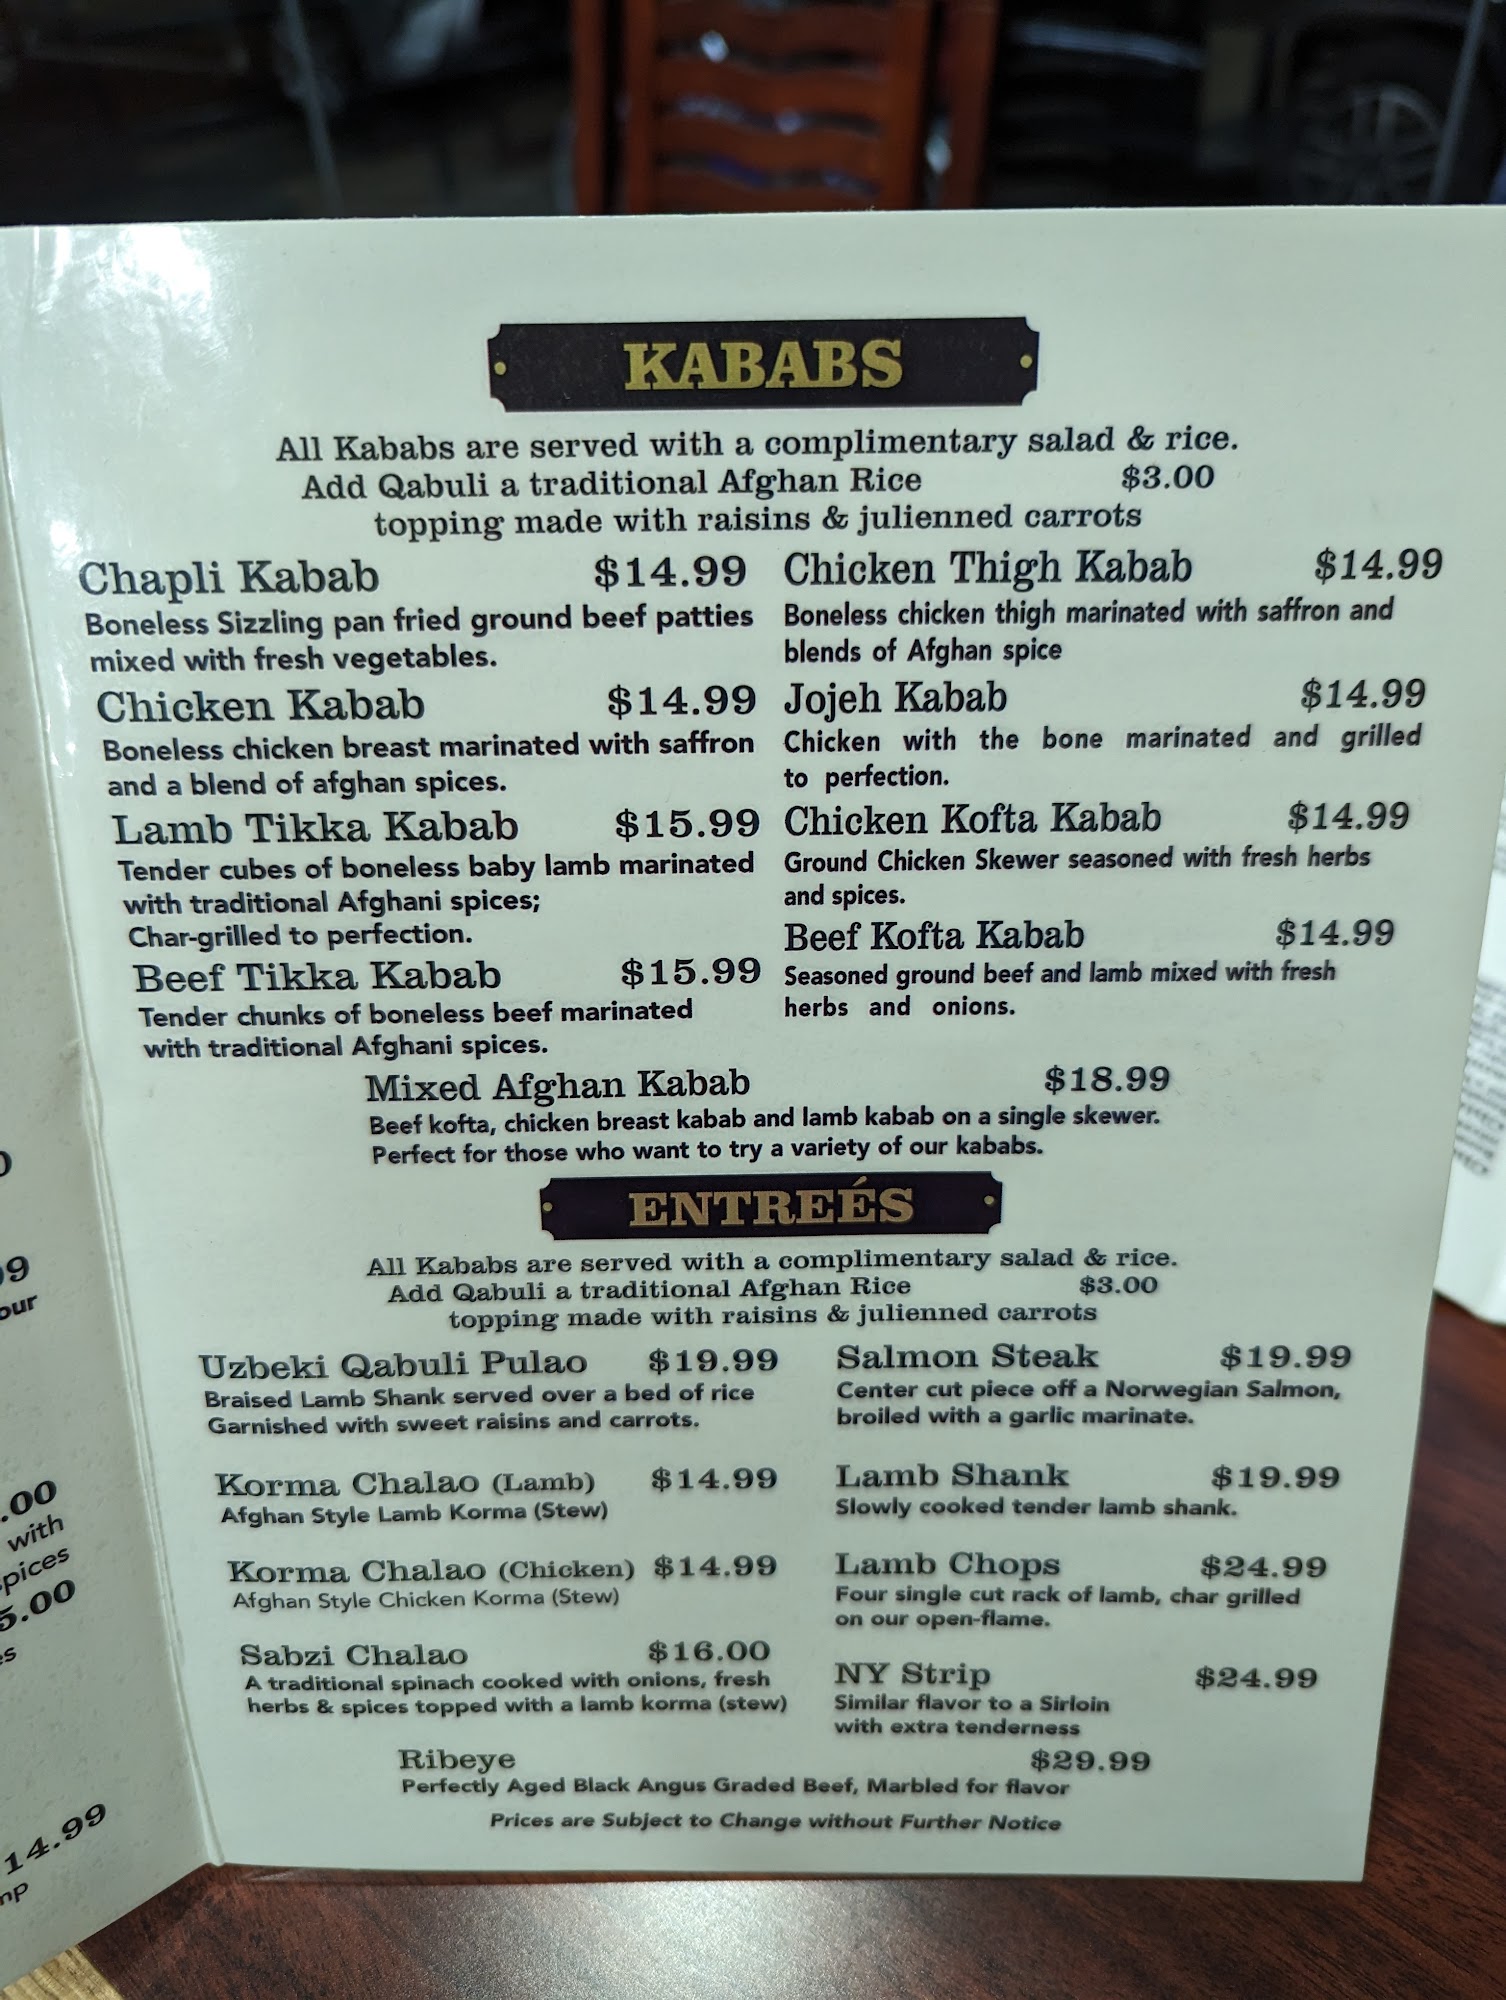 KABABS
All Kababs are served with a complimentary salad & rice.
Add Qabuli a traditional Afghan Rice $3.00
topping made with raisins & julienned carrots
Chapli Kabab $14.99
Boneless Sizzling pan fried ground beef patties
mixed with fresh vegetables.
Chicken Kabab $14.99
Boneless chicken breast marinated with saffron
and a blend of afghan spices.
Lamb Tikka Kabab $15.99
Tender cubes of boneless baby lamb marinated
with traditional Afghani spices;
Char-grilled to perfection.
Beef Tikka Kabab $15.99
Tender chunks of boneless beef marinated
with traditional Afghani spices.
Chicken Thigh Kabab $14.99
Boneless chicken thigh marinated with saffron and
blends of Afghan spice
Jojeh Kabab $14.99
Chicken with the bone marinated and grilled
to perfection.
Chicken Kofta Kabab $14.99
Ground Chicken Skewer seasoned with fresh herbs
and spices.
Beef Kofta Kabab $14.99
Seasoned ground beef and lamb mixed with fresh
herbs and onions.
Mixed Afghan Kabab $18.99
Beef kofta, chicken breast kabab and lamb kabab on a single skewer.
Perfect for those who want to try a variety of our kababs.
ENTREÉS
All Kababs are served with a complimentary salad & rice.
Add Qabuli a traditional Afghan Rice $3.00
topping made with raisins & julienned carrots
Uzbeki Qabuli Pulao $19.99
Braised Lamb Shank served over a bed of rice
Garnished with sweet raisins and carrots.
Korma Chalao (Lamb) $14.99
Afghan Style Lamb Korma (Stew)
Korma Chalao (Chicken) $14.99
Afghan Style Chicken Korma (Stew)
Sabzi Chalao $16.00
A traditional spinach cooked with onions, fresh
herbs & spices topped with a lamb korma (stew)
Salmon Steak $19.99
Center cut piece off a Norwegian Salmon,
broiled with a garlic marinate.
Lamb Shank $19.99
Slowly cooked tender lamb shank.
Lamb Chops $24.99
Four single cut rack of lamb, char grilled
on our open-flame.
NY Strip $24.99
Similar flavor to a Sirloin
with extra tenderness
Ribeye $29.99
Perfectly Aged Black Angus Graded Beef, Marbled for flavor
Prices are Subject to Change without Further Notice
.00
with
14.99